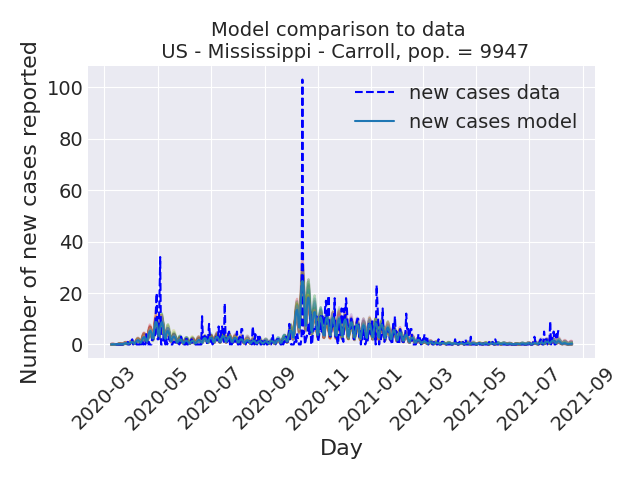 Model comparison to data
US - Mississippi - Carroll, pop. = 9947
Number of new cases reported
100
80
60
40
20
0
new cases data
new cases model
2020-03
2020-05
2020-07
2020-09
2020-11
2021-01
2021-03
2021-05
2021-07
2021-09
Day